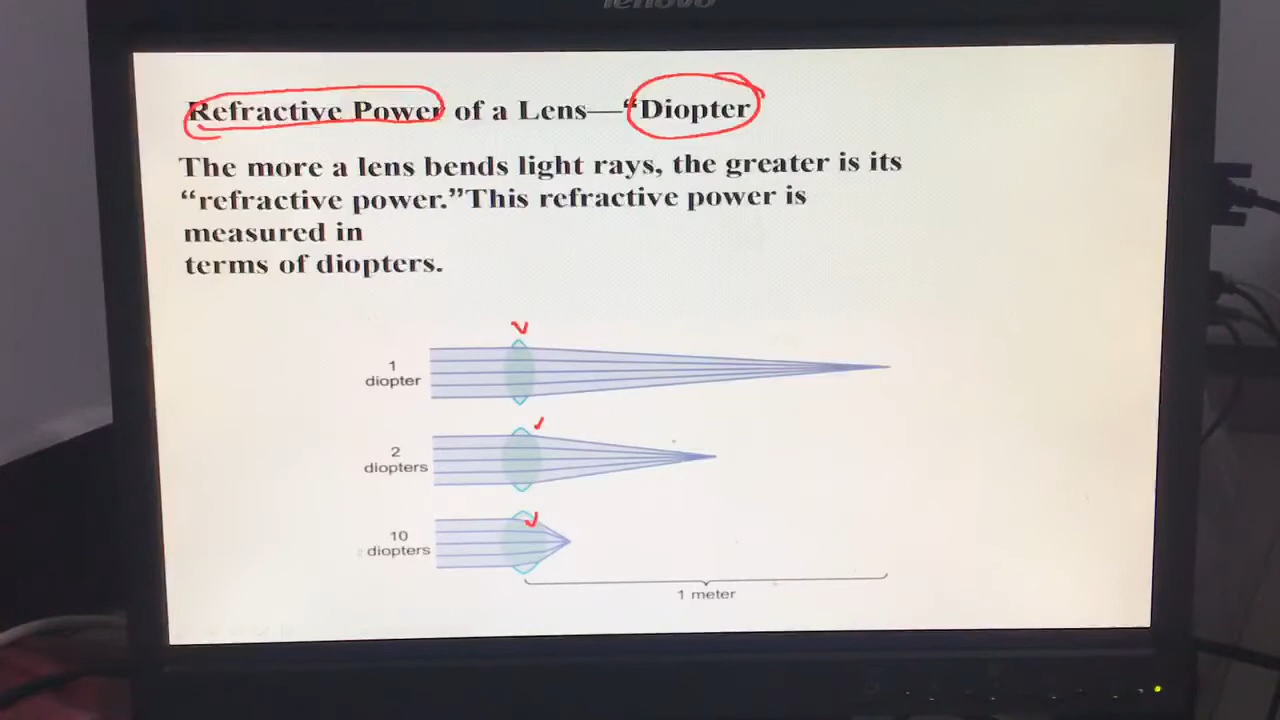 lenovo
Refractive Power of a Lens—“Diopter
The more a lens bends light rays, the greater is its
“refractive power.”This refractive power is
measured in
terms of diopters.
1
diopter
2
diopters
10
diopters
1 meter